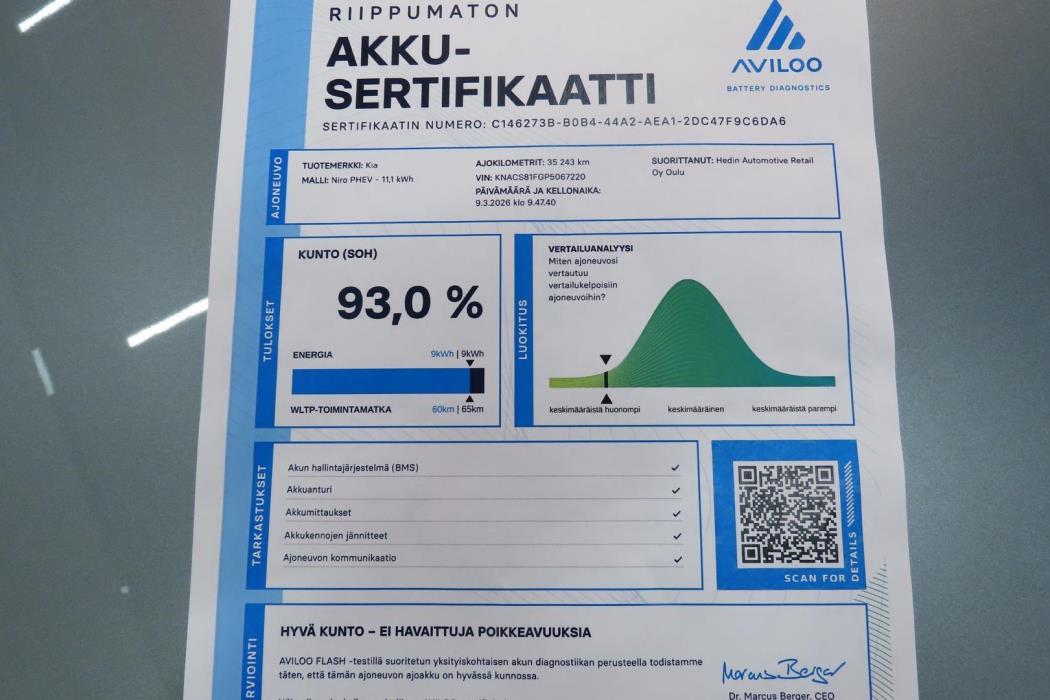 RIIPPUMATON
AKKU-
SERTIFIKAATTI
SERTIFIKAATIN NUMERO: C146273B-B0B4-44A2-AEA1-2DC47F9C6DA6
AVILOO
BATTERY DIAGNOSTICS
AJONEUVO
TUOTEMERKKI: Kia
MALLI: Niro PHEV - 11,1 kWh
AJOKILOMETRIT: 35 243 km
VIN: KNACS81FGP5067220
PÄIVÄMÄÄRÄ JA KELLONAIKA:
9.3.2026 klo 9.47.40
SUORITTANUT: Hedin Automotive Retail
Oy Oulu
TULOKSET
KUNTO (SOH)
93,0 %
ENERGIA 9kWh | 9kWh
WLTP-TOIMINTAMATKA 60km | 65km
LUOKITUS
VERTAILUANALYYSI
Miten ajoneuvosi
vertautuu
vertailukelpoisiin
ajoneuvoihin?
keskimääräistä huonompi keskimääräinen keskimääräistä parempi
TARKASTUKSET
Akun hallintajärjestelmä (BMS)
Akkuanturi
Akkumittaukset
Akkukennojen jännitteet
Ajoneuvon kommunikaatio
SCAN FOR
DETAILS
HYVÄ KUNTO – EI HAVAITTUJA POIKKEAVUUKSIA
AVILOO FLASH -testillä suoritetun yksityiskohtaisen akun diagnostiikan perusteella todistamme
täten, että tämän ajoneuvon ajoakku on hyvässä kunnossa.
Marcus Berger
Dr. Marcus Berger, CEO